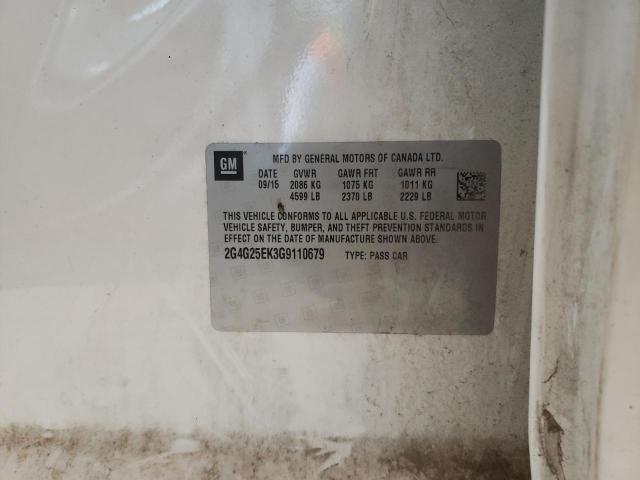 GM
MFD BY GENERAL MOTORS OF CANADA LTD.
DATE GVWR GAWR FRT GAWR RR
09/15 2086 KG 1075 KG 1011 KG
4599 LB 2370 LB 2229 LB
THIS VEHICLE CONFORMS TO ALL APPLICABLE U.S. FEDERAL MOTOR
VEHICLE SAFETY, BUMPER, AND THEFT PREVENTION STANDARDS IN
EFFECT ON THE DATE OF MANUFACTURE SHOWN ABOVE.
2G4G25EK3G9110679 TYPE: PASS CAR